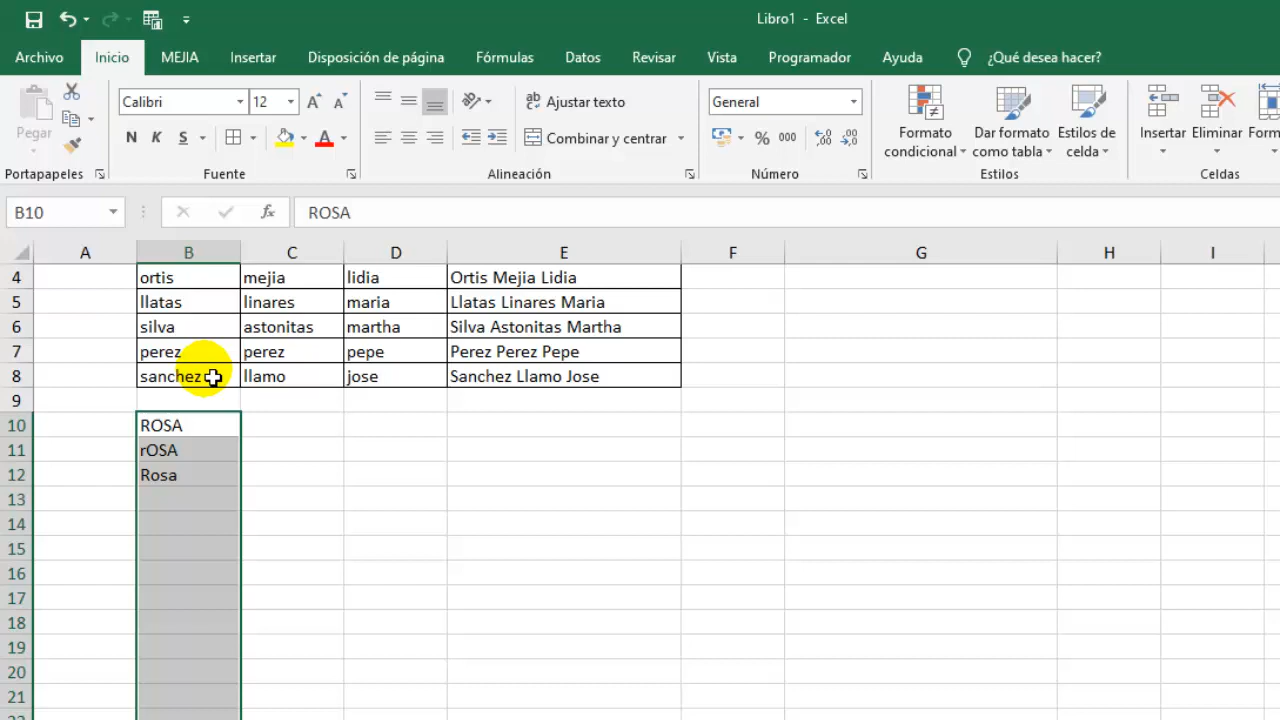 Libro1 - Excel
Archivo Inicio MEJIA Insertar Disposición de página Fórmulas Datos Revisar Vista Programador Ayuda ¿Qué desea hacer?
Pegar
Portapapeles
Calibri 12
N K S
Fuente
Ajustar texto
Combinar y centrar
Alineación
General
% 000
Número
Formato condicional
Dar formato como tabla
Estilos de celda
Estilos
Insertar Eliminar
Celdas
B10 fx ROSA
A B C D E F G H I
4 ortis mejia lidia Ortis Mejia Lidia
5 llatas linares maria Llatas Linares Maria
6 silva astonitas martha Silva Astonitas Martha
7 perez perez pepe Perez Perez Pepe
8 sanchez llamo jose Sanchez Llamo Jose
9
10 ROSA
11 rOSA
12 Rosa
13
14
15
16
17
18
19
20
21